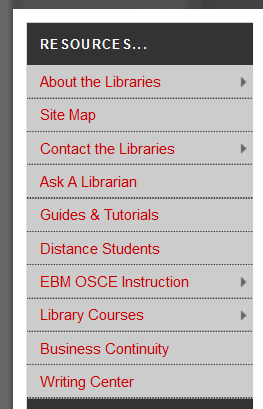 RESOURCES...
About the Libraries
Site Map
Contact the Libraries
Ask A Librarian
Guides & Tutorials
Distance Students
EBM OSCE Instruction
Library Courses
Business Continuity
Writing Center